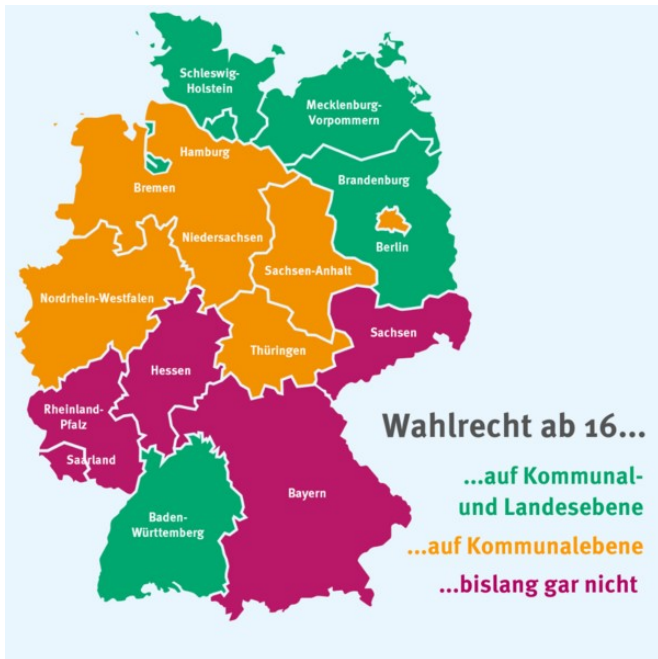 Schleswig-
Holstein
Mecklenburg-
Vorpommern
Hamburg
Brandenburg
Bremen
Niedersachsen
Berlin
Sachsen-Anhalt
Nordrhein-Westfalen
Sachsen
Thüringen
Hessen
Rheinland-
Pfalz
Saarland
Bayern
Baden-
Württemberg
Wahlrecht ab 16...
...auf Kommunal-
und Landesebene
...auf Kommunalebene
...bislang gar nicht